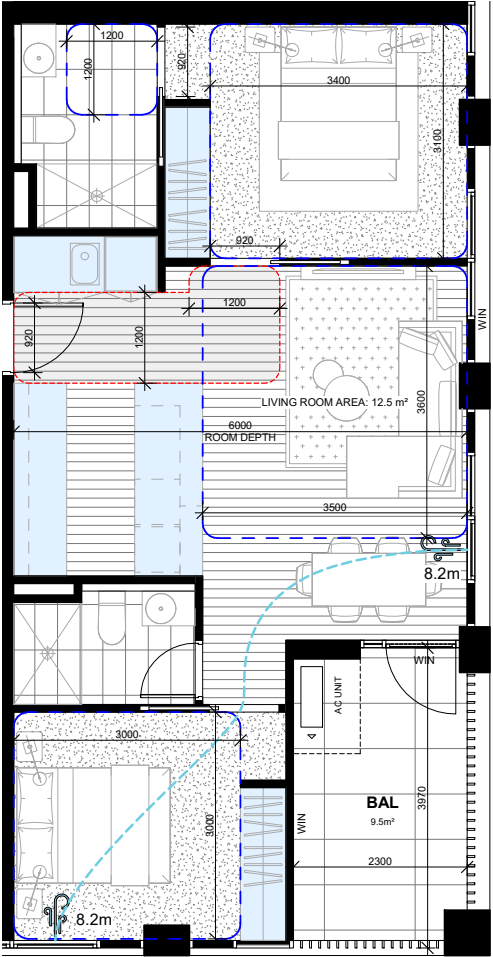 1200
1200
920
3400
3100
920
1200
920
1200
WIN
LIVING ROOM AREA: 12.5 m²
3600
6000
ROOM DEPTH
3500
8.2m
WIN
AC UNIT
3000
3000
BAL
9.5m²
3970
WIN
2300
8.2m